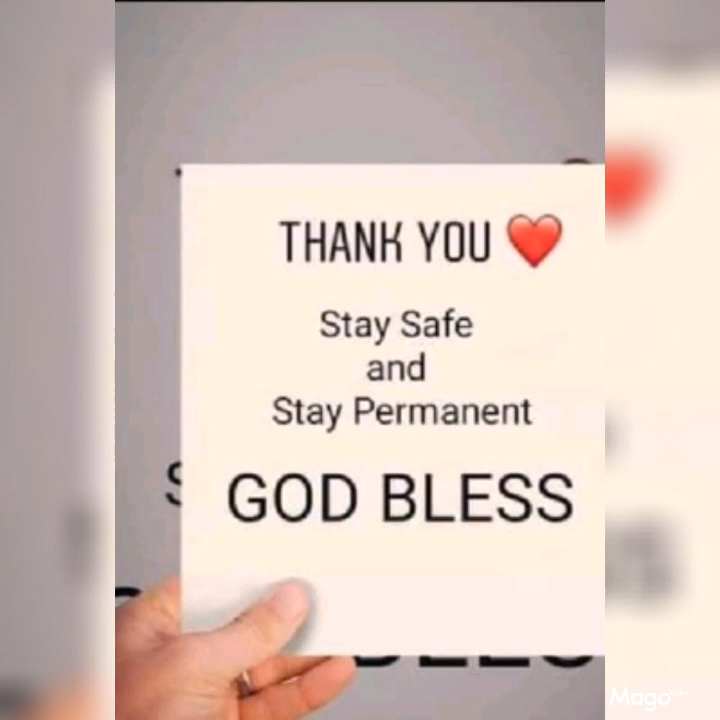 THANK YOU ❤️
Stay Safe
and
Stay Permanent
GOD BLESS
Mago